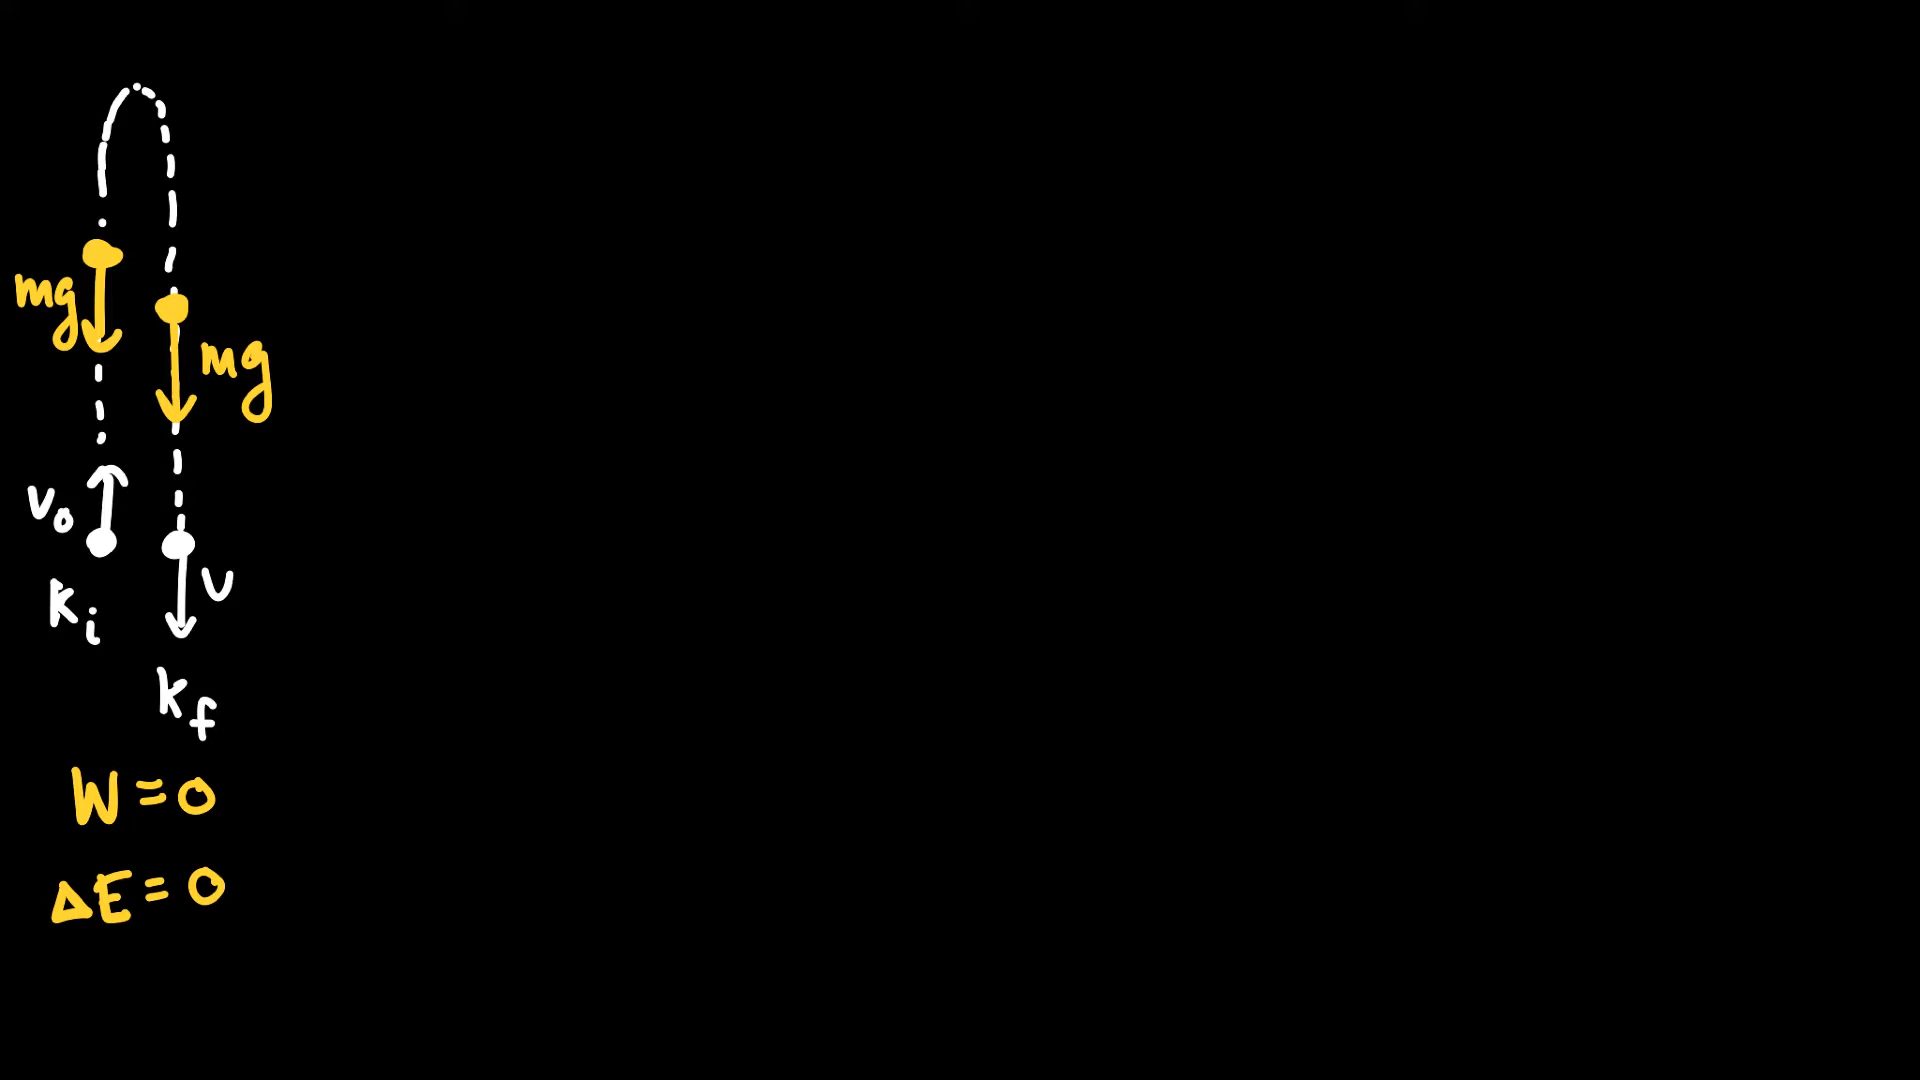 mg
mg
v₀
v
kᵢ
k_f
W = 0
ΔE = 0